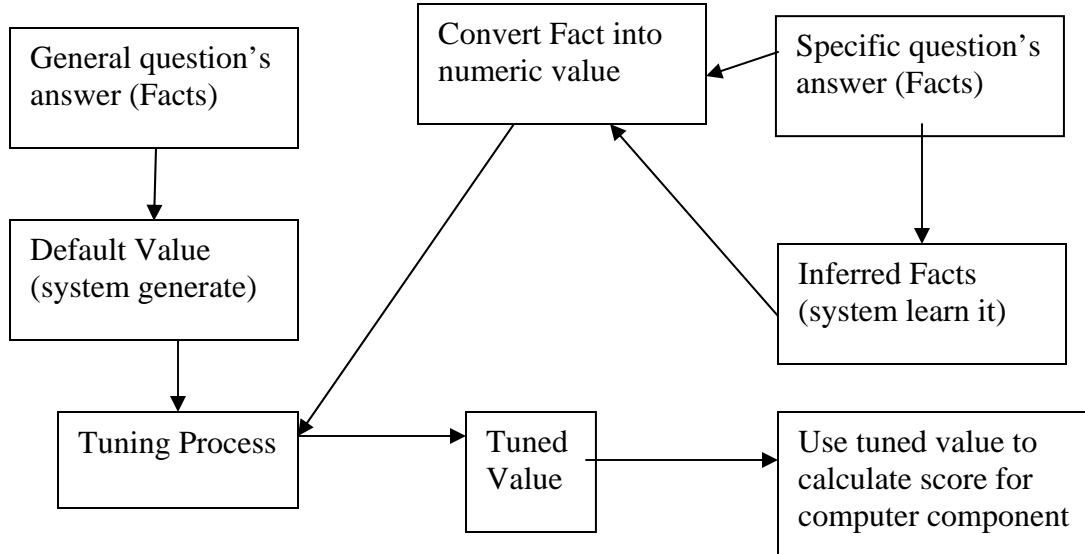 General question’s
answer (Facts)
Convert Fact into
numeric value
Specific question’s
answer (Facts)
Default Value
(system generate)
Inferred Facts
(system learn it)
Tuning Process
Tuned
Value
Use tuned value to
calculate score for
computer component